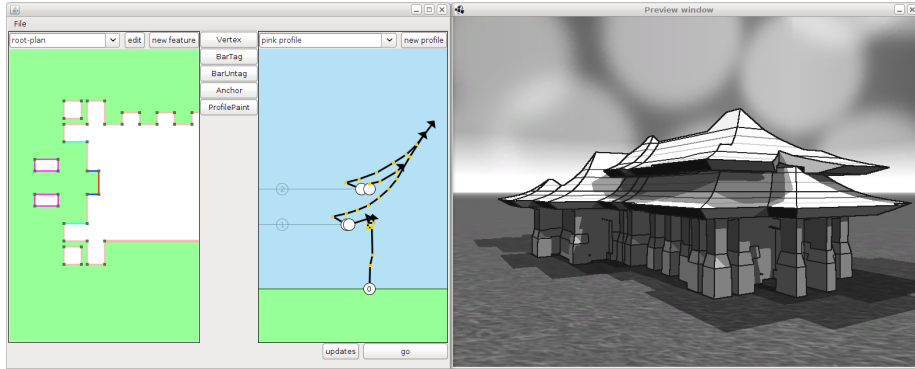 Preview window
File
root-plan edit new feature Vertex pink profile new profile
BarTag
BarUntag
Anchor
ProfilePaint
2
1
0
updates go